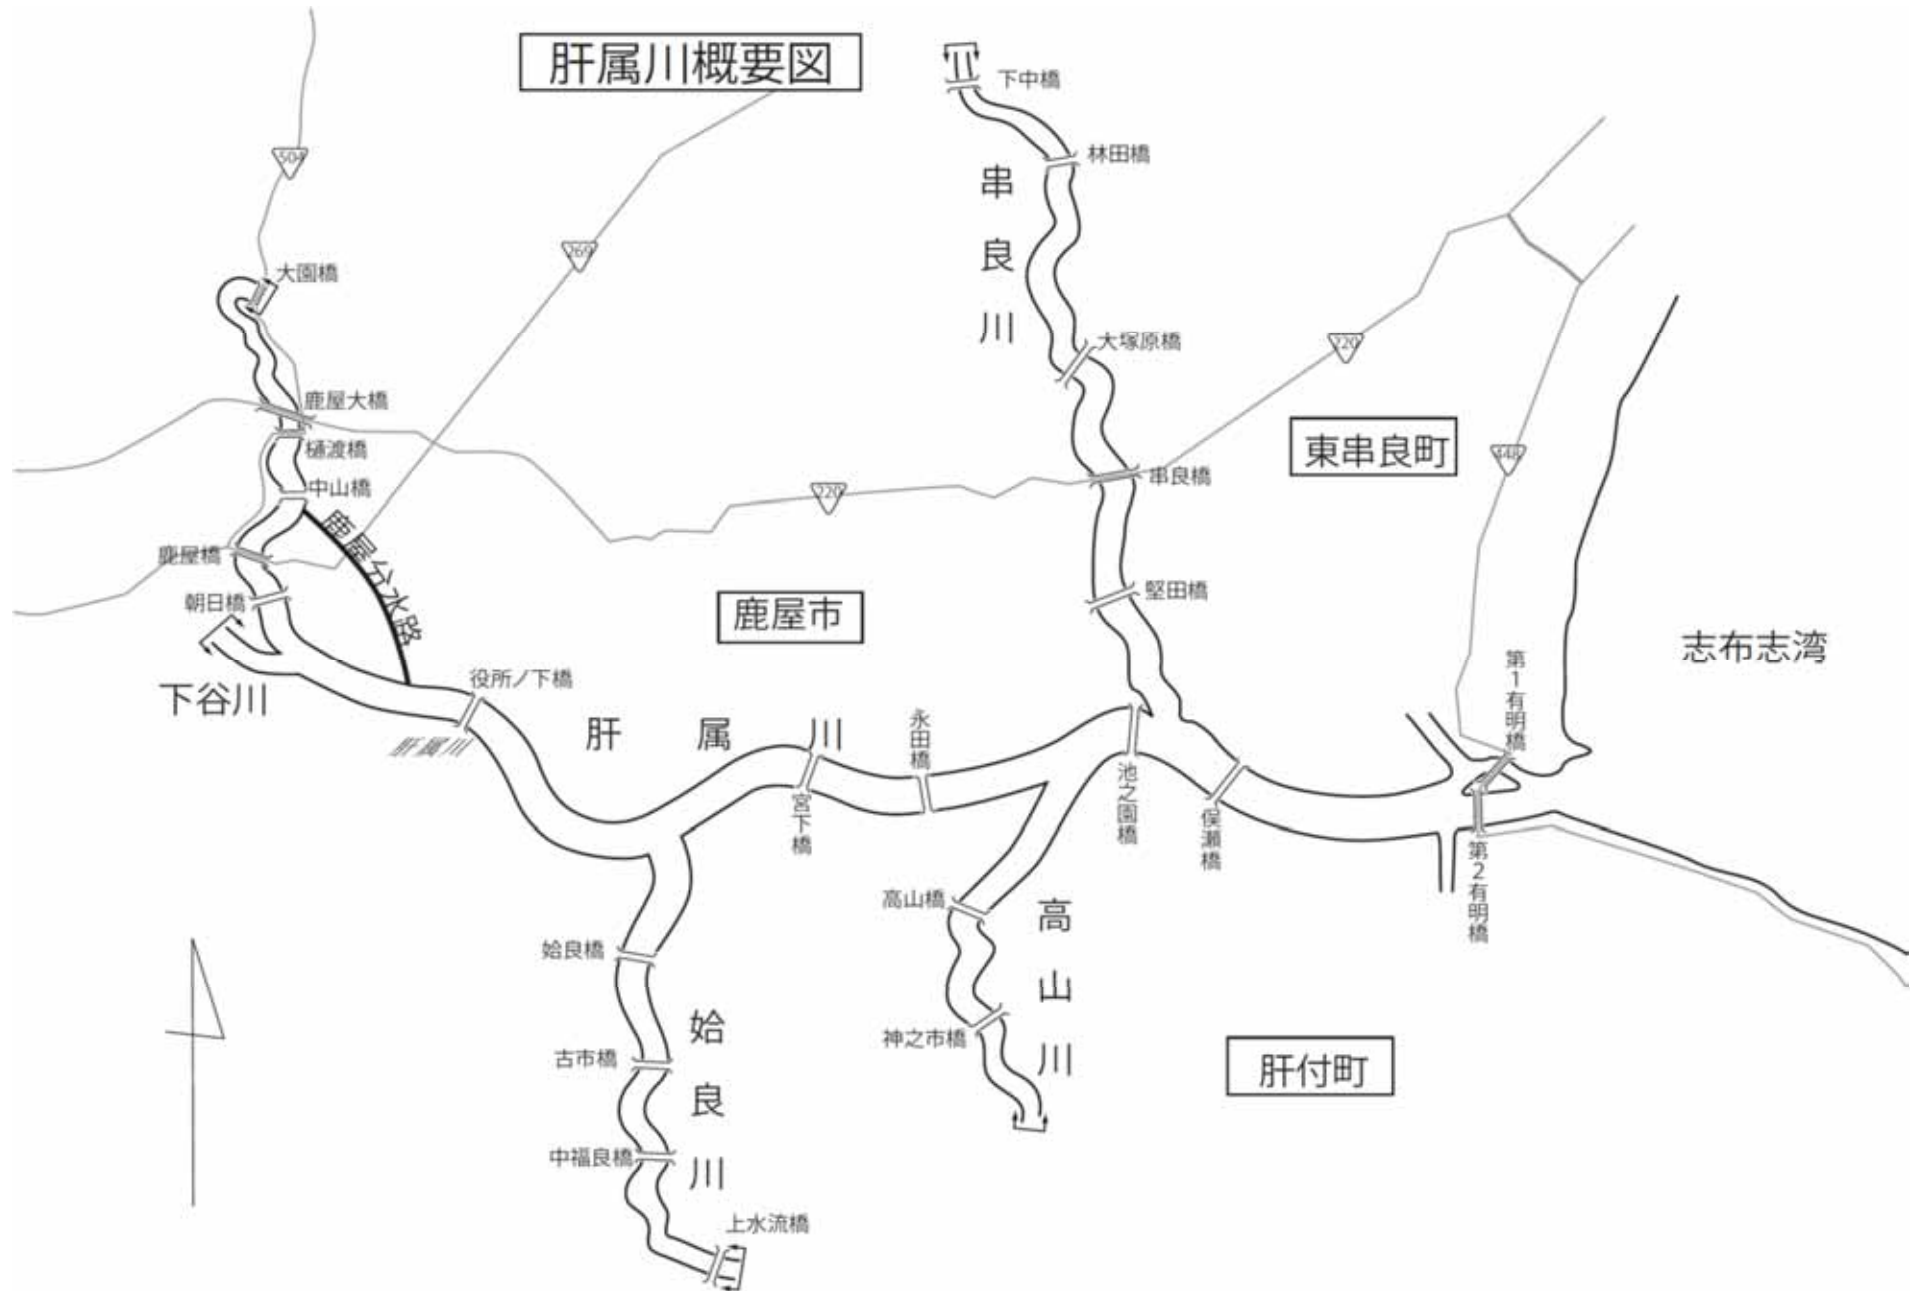 肝属川概要図
下中橋
林田橋
504
串良川
269
大園橋
大塚原橋
220
鹿屋大橋
東串良町
樋渡橋
448
串良橋
中山橋
220
鹿屋分水路
鹿屋橋
堅田橋
朝日橋
鹿屋市
志布志湾
第1有明橋
役所ノ下橋
下谷川
肝属川
永田橋
肝属川
池之園橋
宮下橋
俣瀬橋
第2有明橋
高山橋
高山川
姶良橋
姶良川
神之市橋
古市橋
肝付町
中福良橋
上水流橋